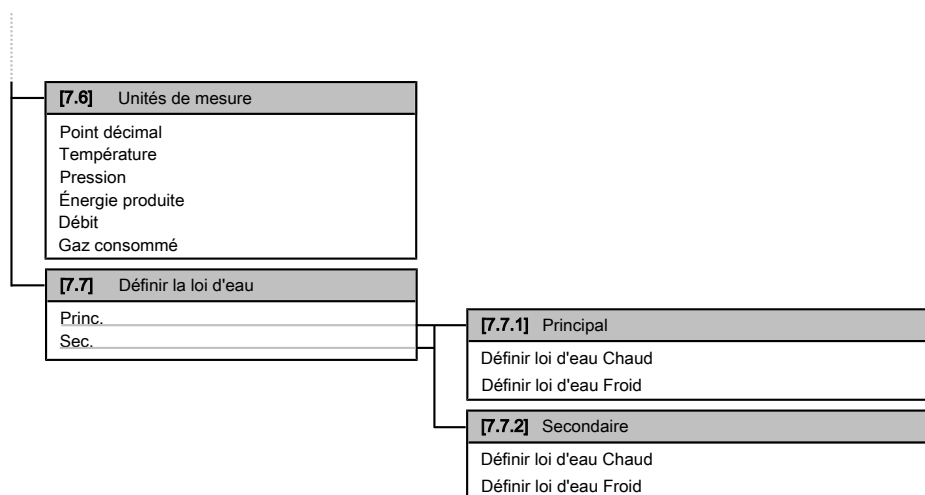 [7.6] Unités de mesure
Point décimal
Température
Pression
Énergie produite
Débit
Gaz consommé
[7.7] Définir la loi d'eau
Princ.
Sec.
[7.7.1] Principal
Définir loi d'eau Chaud
Définir loi d'eau Froid
[7.7.2] Secondaire
Définir loi d'eau Chaud
Définir loi d'eau Froid